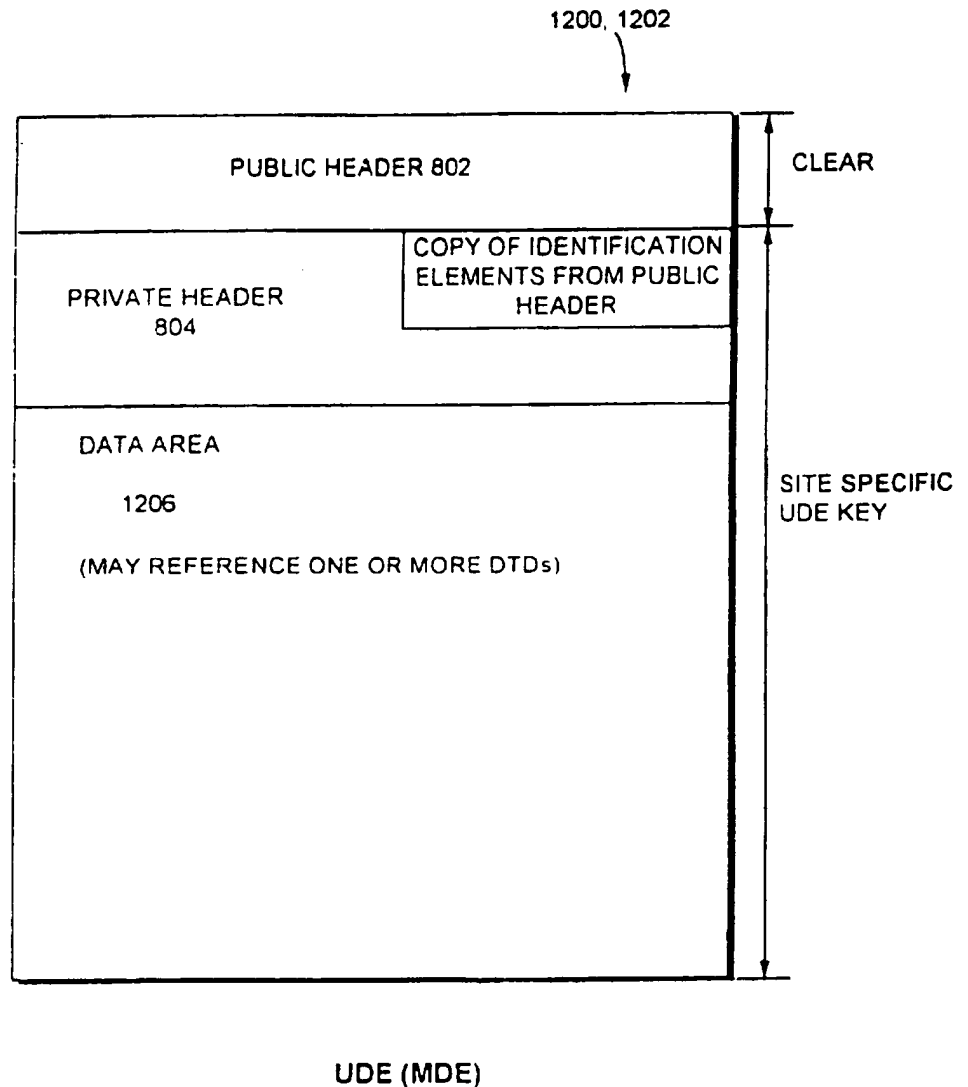 1200, 1202
PUBLIC HEADER 802
CLEAR
COPY OF IDENTIFICATION
ELEMENTS FROM PUBLIC
HEADER
PRIVATE HEADER
804
DATA AREA
1206
(MAY REFERENCE ONE OR MORE DTDs)
SITE SPECIFIC
UDE KEY
UDE (MDE)